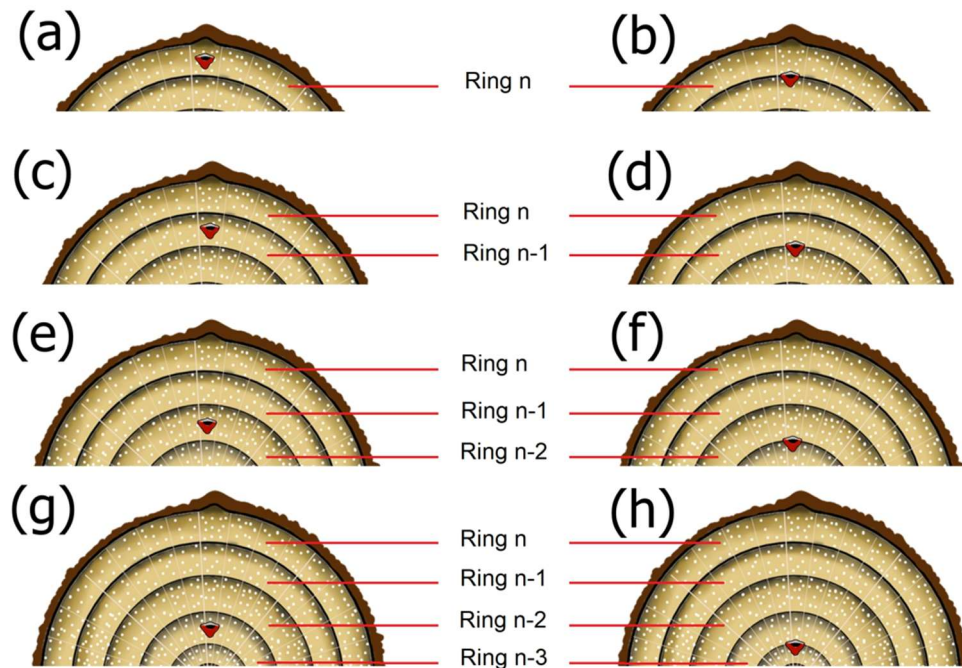 (a)
(b)
Ring n
(c)
(d)
Ring n
Ring n-1
(e)
(f)
Ring n
Ring n-1
Ring n-2
(g)
(h)
Ring n
Ring n-1
Ring n-2
Ring n-3